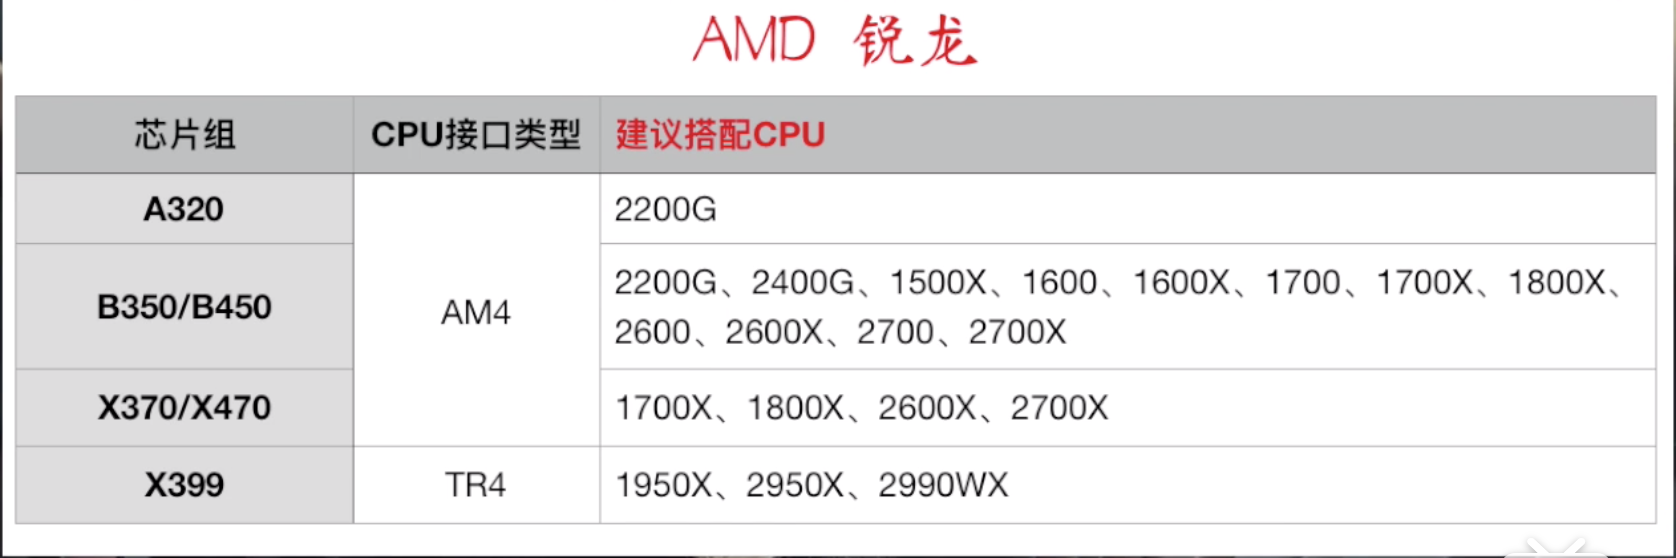 AMD 锐龙
芯片组 CPU接口类型 建议搭配CPU
A320 2200G
B350/B450 AM4 2200G、2400G、1500X、1600、1600X、1700、1700X、1800X、
2600、2600X、2700、2700X
X370/X470 1700X、1800X、2600X、2700X
X399 TR4 1950X、2950X、2990WX